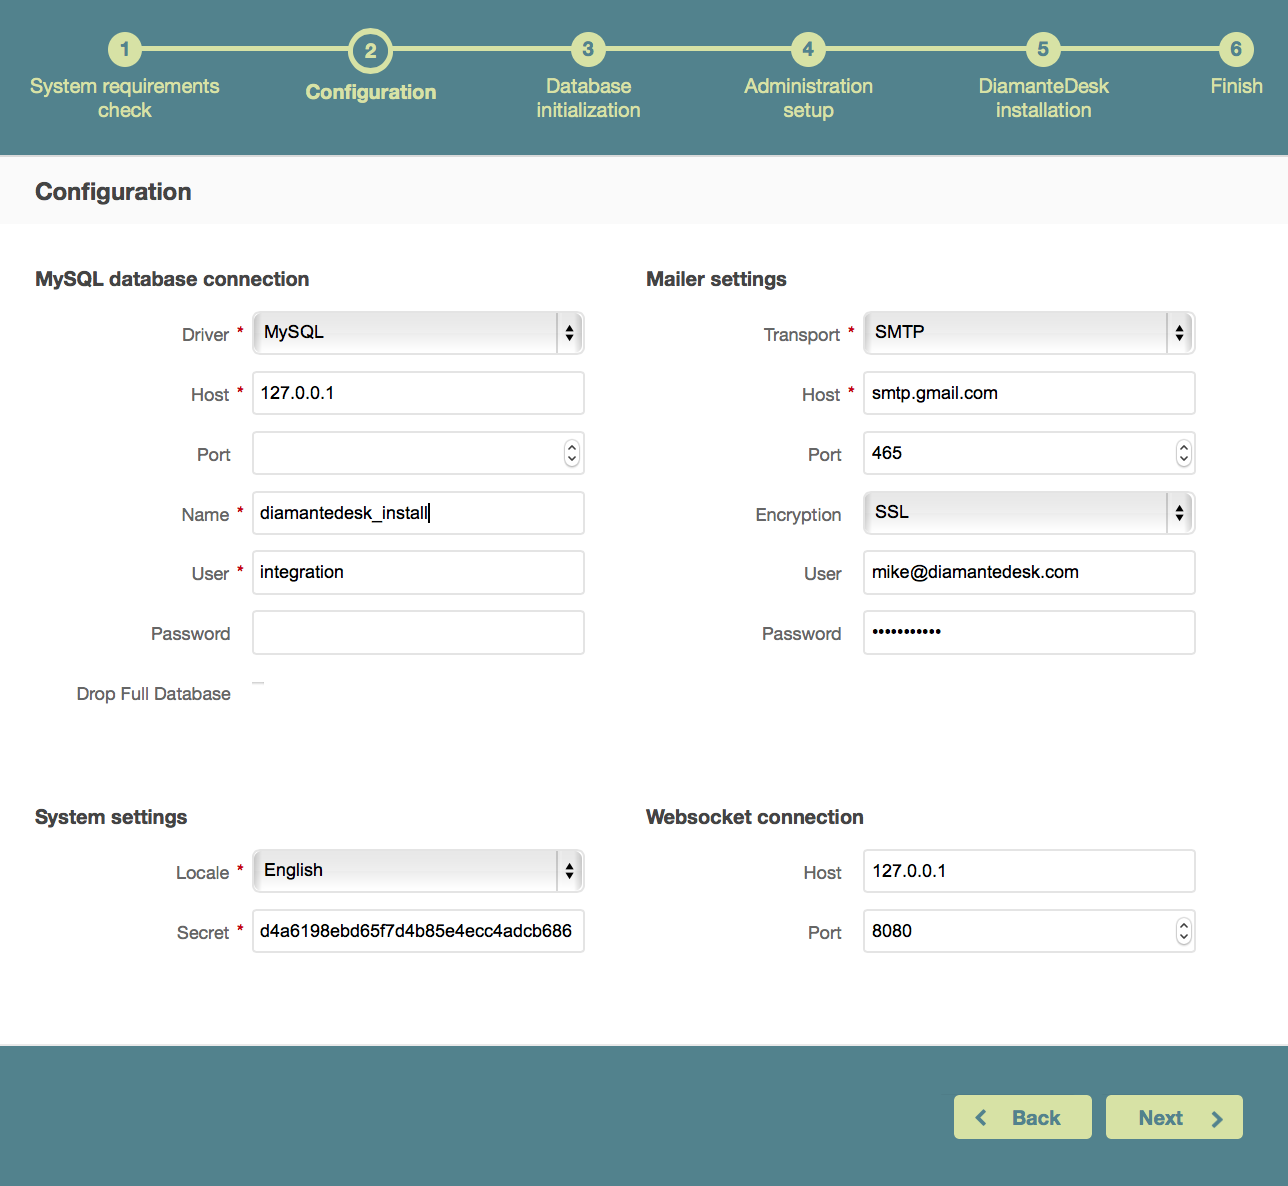 1
2
3
4
5
6
System requirements
check
Configuration
Database
initialization
Administration
setup
DiamanteDesk
installation
Finish
Configuration
MySQL database connection
Driver * MySQL
Host * 127.0.0.1
Port
Name * diamantedesk_install
User * integration
Password
Drop Full Database
Mailer settings
Transport * SMTP
Host * smtp.gmail.com
Port 465
Encryption SSL
User mike@diamantedesk.com
Password •••••••••••
System settings
Locale * English
Secret * d4a6198ebd65f7d4b85e4ecc4adcb686
Websocket connection
Host 127.0.0.1
Port 8080
Back
Next